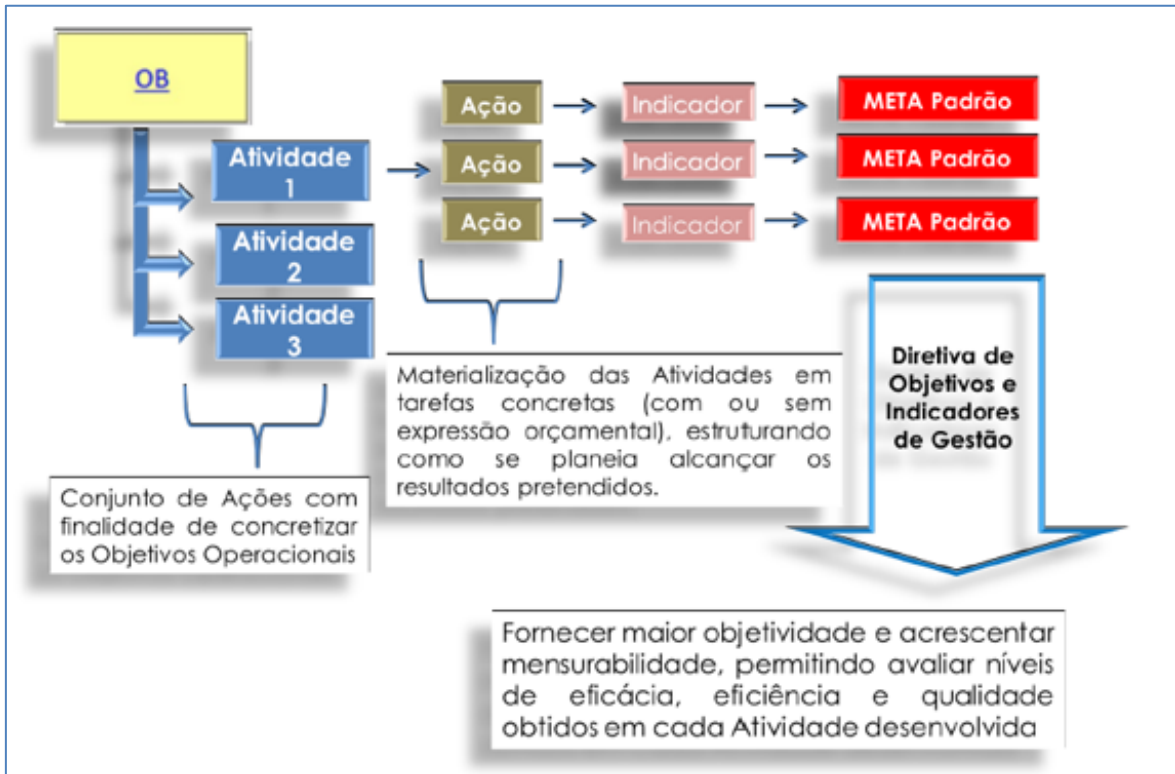 OB
Ação
Indicador
META Padrão
Atividade
1
Ação
Indicador
META Padrão
Ação
Indicador
META Padrão
Atividade
2
Atividade
3
Materialização das Atividades em
tarefas concretas (com ou sem
expressão orçamental), estruturando
como se planeia alcançar os
resultados pretendidos.
Diretiva de
Objetivos e
Indicadores
de Gestão
Conjunto de Ações com
finalidade de concretizar
os Objetivos Operacionais
Fornecer maior objetividade e acrescentar
mensurabilidade, permitindo avaliar níveis
de eficácia, eficiência e qualidade
obtidos em cada Atividade desenvolvida